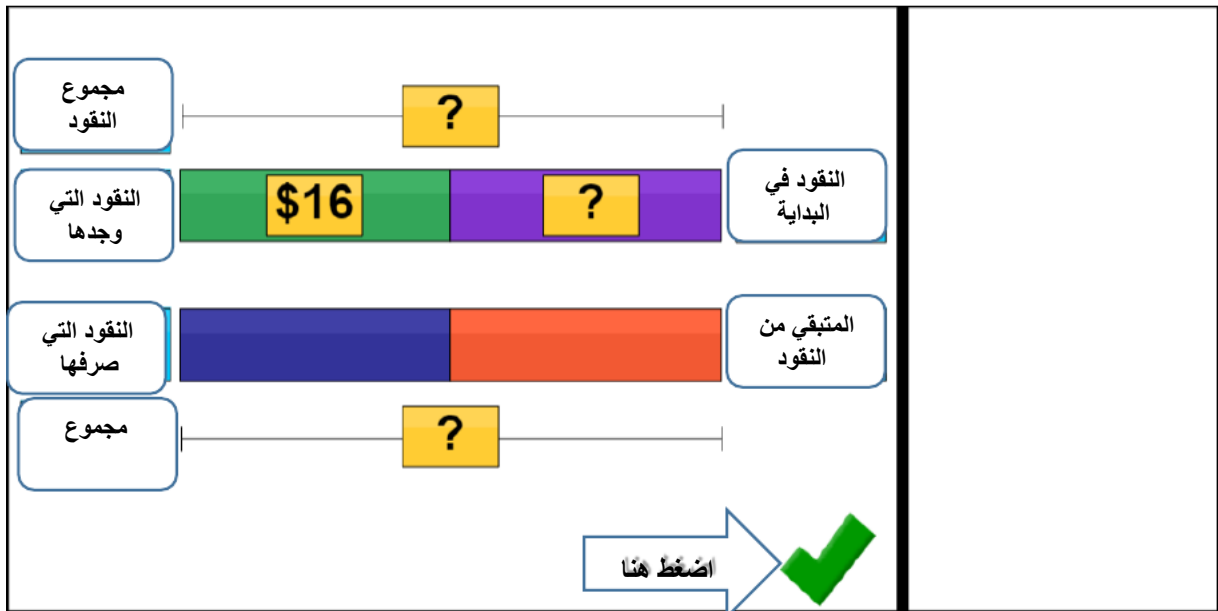 مجموع
النقود
?
النقود التي
وجدها
$16
?
النقود في
البداية
النقود التي
صرفها
المتبقي من
النقود
مجموع
?
اضغط هنا